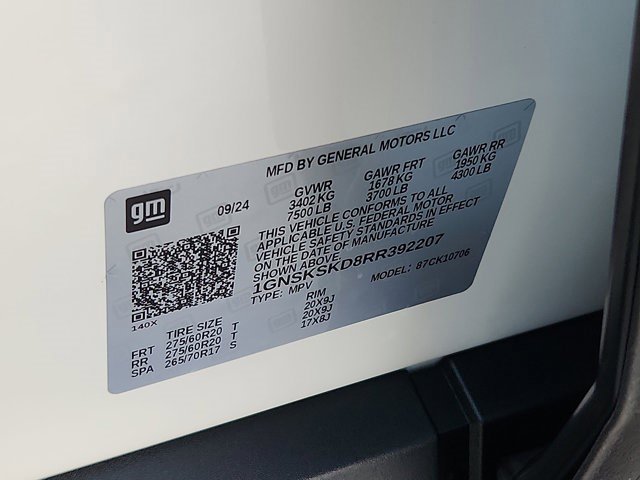 gm
MFD BY GENERAL MOTORS LLC
09/24
GVWR GAWR FRT GAWR RR
3402 KG 1678 KG 1950 KG
7500 LB 3700 LB 4300 LB
THIS VEHICLE CONFORMS TO ALL
APPLICABLE U.S. FEDERAL MOTOR
VEHICLE SAFETY STANDARDS IN EFFECT
ON THE DATE OF MANUFACTURE
SHOWN ABOVE.
1GNSKSKD8RR392207
TYPE: MPV MODEL: 87CK10706
140X
TIRE SIZE RIM
FRT 275/60R20 T 20X9J
RR 275/60R20 T 20X9J
SPA 265/70R17 S 17X8J